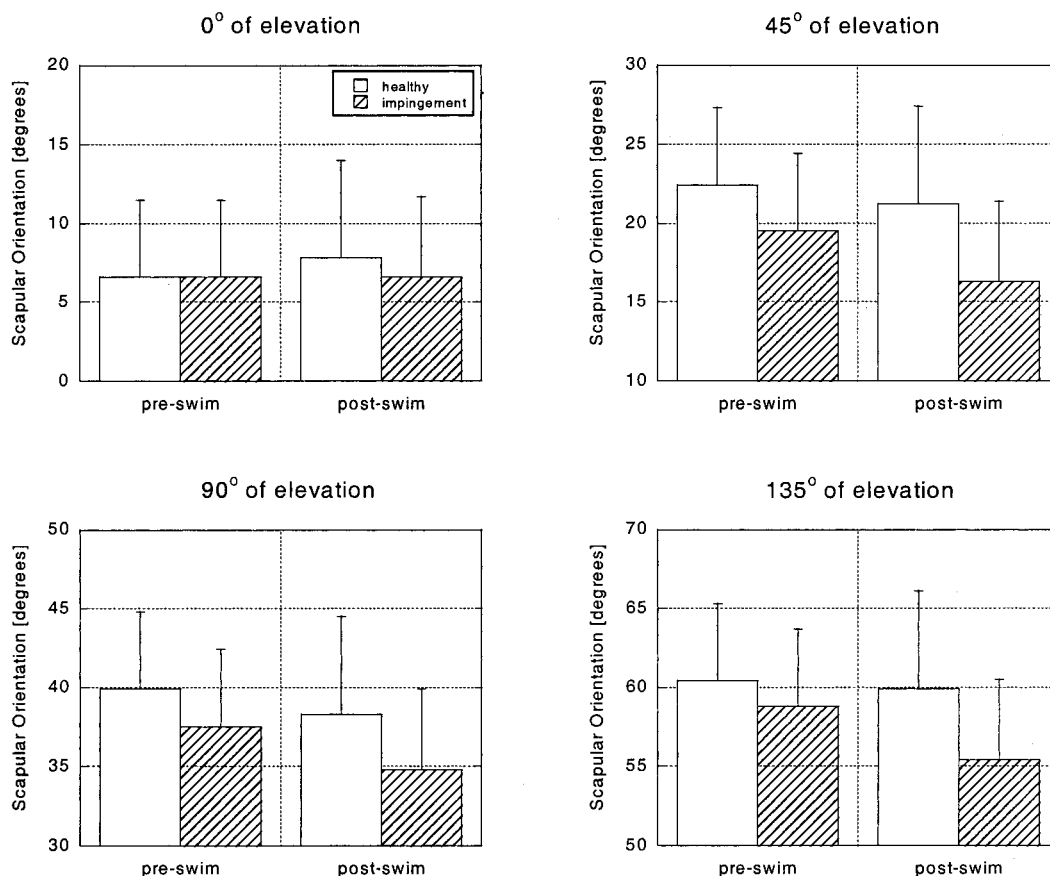 0° of elevation
Scapular Orientation [degrees]
20
15
10
5
0
healthy
impingement
pre-swim
post-swim
45° of elevation
Scapular Orientation [degrees]
30
25
20
15
10
pre-swim
post-swim
90° of elevation
Scapular Orientation [degrees]
50
45
40
35
30
pre-swim
post-swim
135° of elevation
Scapular Orientation [degrees]
70
65
60
55
50
pre-swim
post-swim